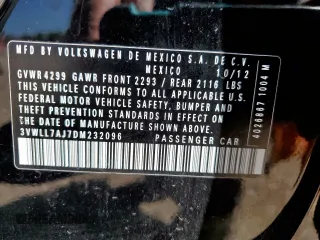 MFD BY VOLKSWAGEN DE MEXICO S.A. DE C.V.
MEXICO 10/12
GVWR 4299 GAWR FRONT 2293 / REAR 2116 LBS
THIS VEHICLE CONFORMS TO ALL APPLICABLE
FEDERAL MOTOR VEHICLE SAFETY, BUMPER AND
THEFT PREVENTION STANDARDS IN EFFECT ON
THE DATE OF MANUFACTURE SHOWN ABOVE
3VWLL7AJ7DM232096 PASSENGER CAR
4026867 1004 M